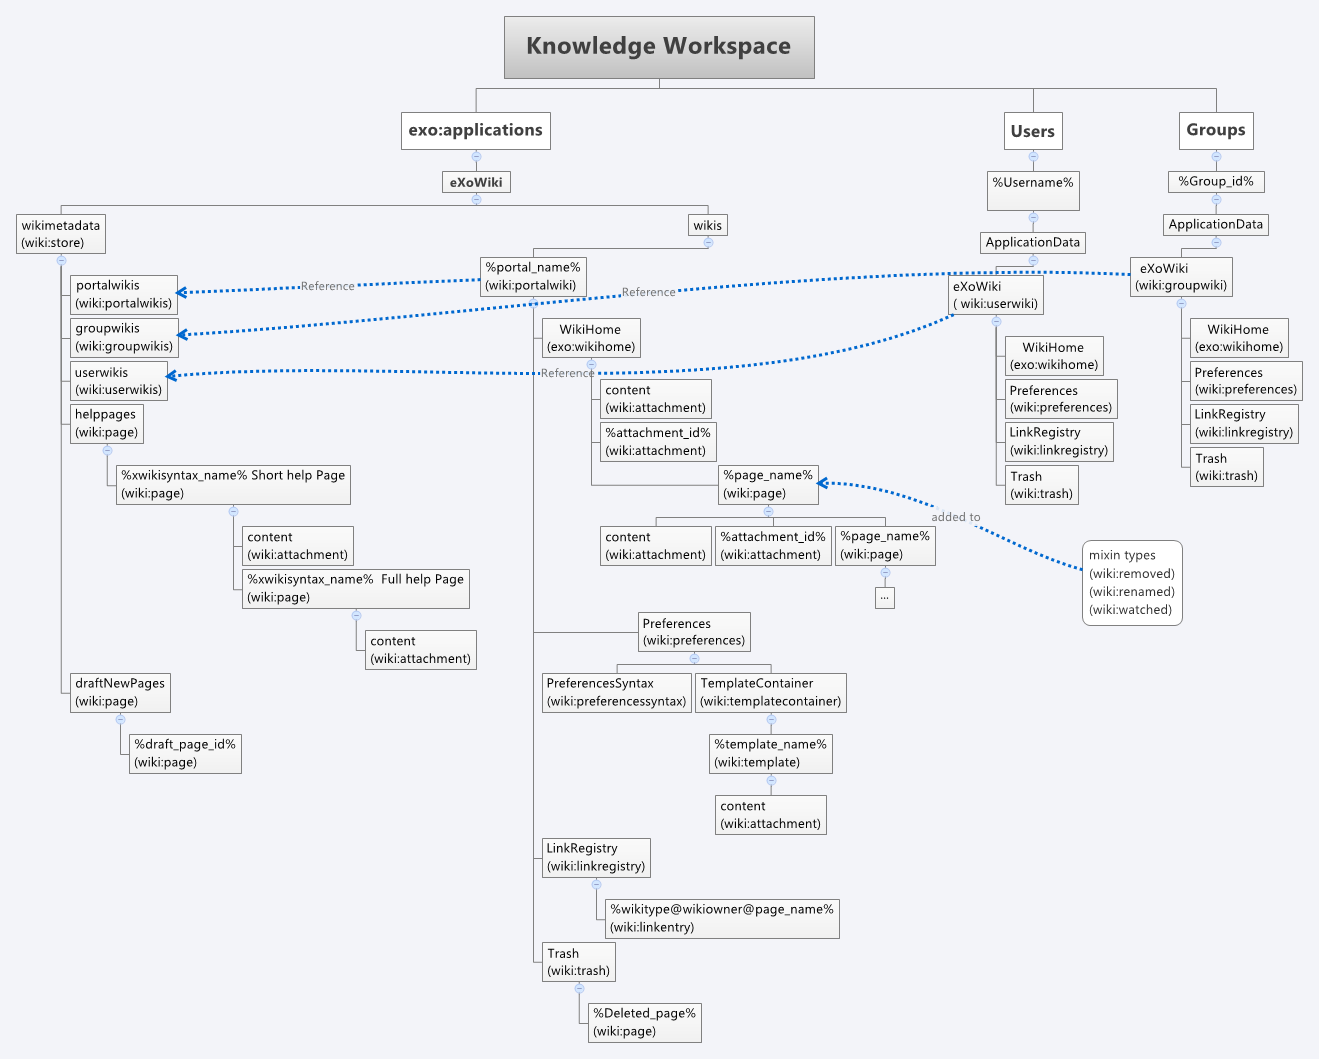 Knowledge Workspace
exo:applications
Users
Groups
eXoWiki
%Username%
%Group_id%
wikimetadata
(wiki:store)
wikis
ApplicationData
ApplicationData
portalwikis
(wiki:portalwikis)
Reference
%portal_name%
(wiki:portalwiki)
Reference
eXoWiki
( wiki:userwiki)
eXoWiki
(wiki:groupwiki)
groupwikis
(wiki:groupwikis)
WikiHome
(exo:wikihome)
WikiHome
(exo:wikihome)
WikiHome
(exo:wikihome)
userwikis
(wiki:userwikis)
Reference
content
(wiki:attachment)
Preferences
(wiki:preferences)
Preferences
(wiki:preferences)
helppages
(wiki:page)
%attachment_id%
(wiki:attachment)
LinkRegistry
(wiki:linkregistry)
LinkRegistry
(wiki:linkregistry)
%xwikisyntax_name% Short help Page
(wiki:page)
%page_name%
(wiki:page)
Trash
(wiki:trash)
Trash
(wiki:trash)
added to
content
(wiki:attachment)
content
(wiki:attachment)
%attachment_id%
(wiki:attachment)
%page_name%
(wiki:page)
mixin types
(wiki:removed)
(wiki:renamed)
(wiki:watched)
%xwikisyntax_name%  Full help Page
(wiki:page)
...
content
(wiki:attachment)
Preferences
(wiki:preferences)
draftNewPages
(wiki:page)
PreferencesSyntax
(wiki:preferencessyntax)
TemplateContainer
(wiki:templatecontainer)
%draft_page_id%
(wiki:page)
%template_name%
(wiki:template)
content
(wiki:attachment)
LinkRegistry
(wiki:linkregistry)
%wikitype@wikiowner@page_name%
(wiki:linkentry)
Trash
(wiki:trash)
%Deleted_page%
(wiki:page)